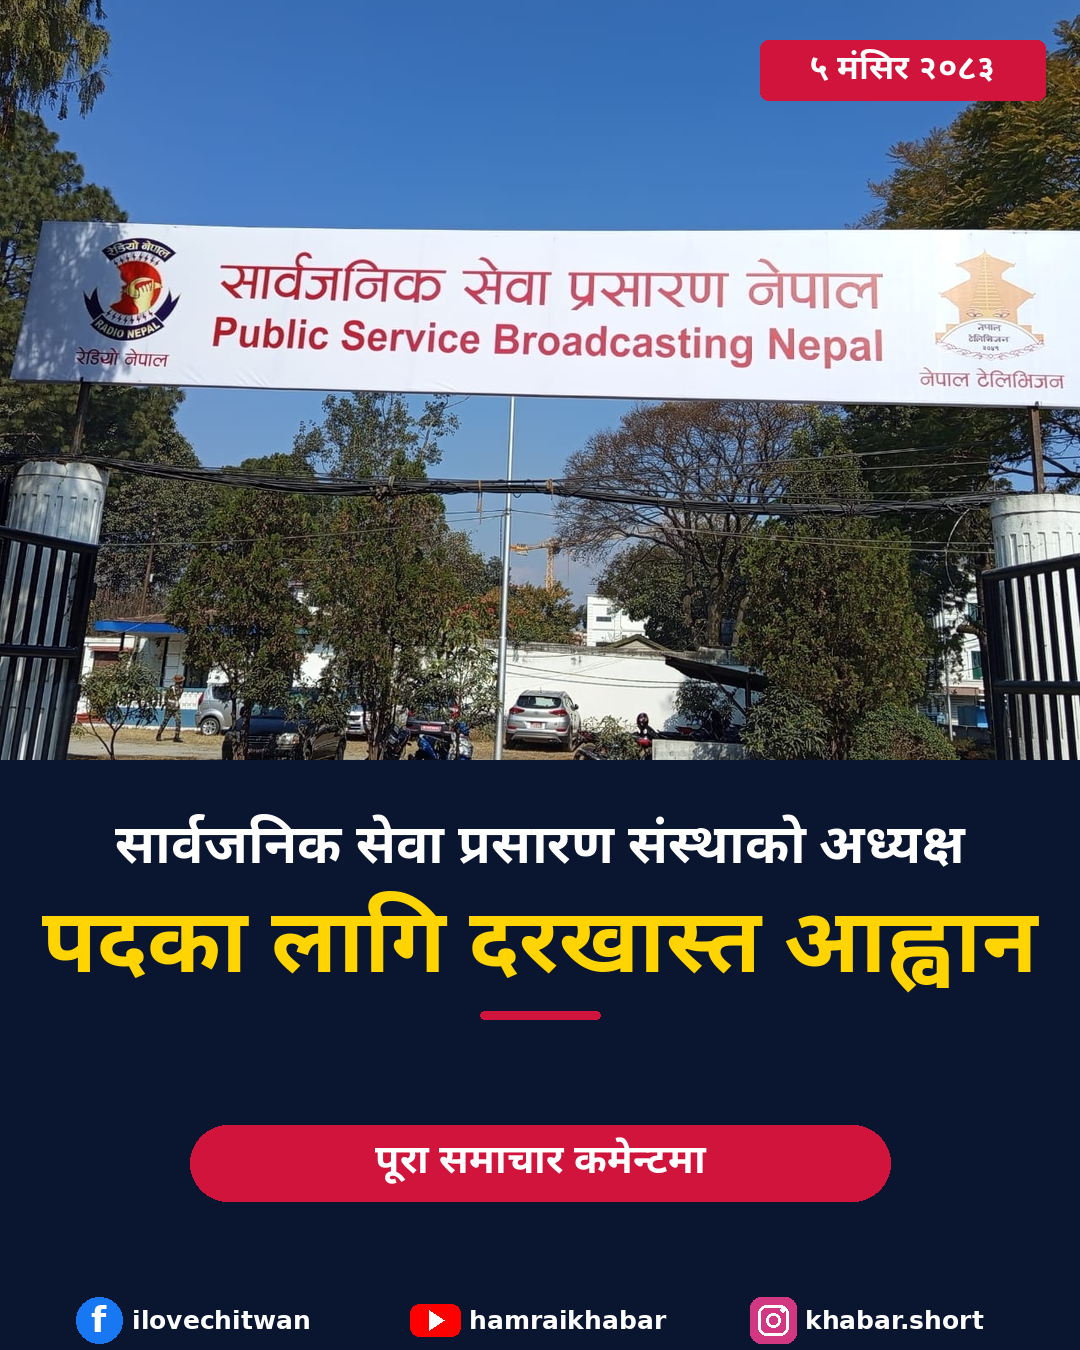 ५ मंसिर २०८३
रेडियो नेपाल
RADIO NEPAL
रेडियो नेपाल
सार्वजनिक सेवा प्रसारण नेपाल
Public Service Broadcasting Nepal
नेपाल
टेलिभिजन
२०४१
नेपाल टेलिभिजन
सार्वजनिक सेवा प्रसारण संस्थाको अध्यक्ष
पदका लागि दरखास्त आह्वान
पूरा समाचार कमेन्टमा
ilovechitwan
hamraikhabar
khabar.short